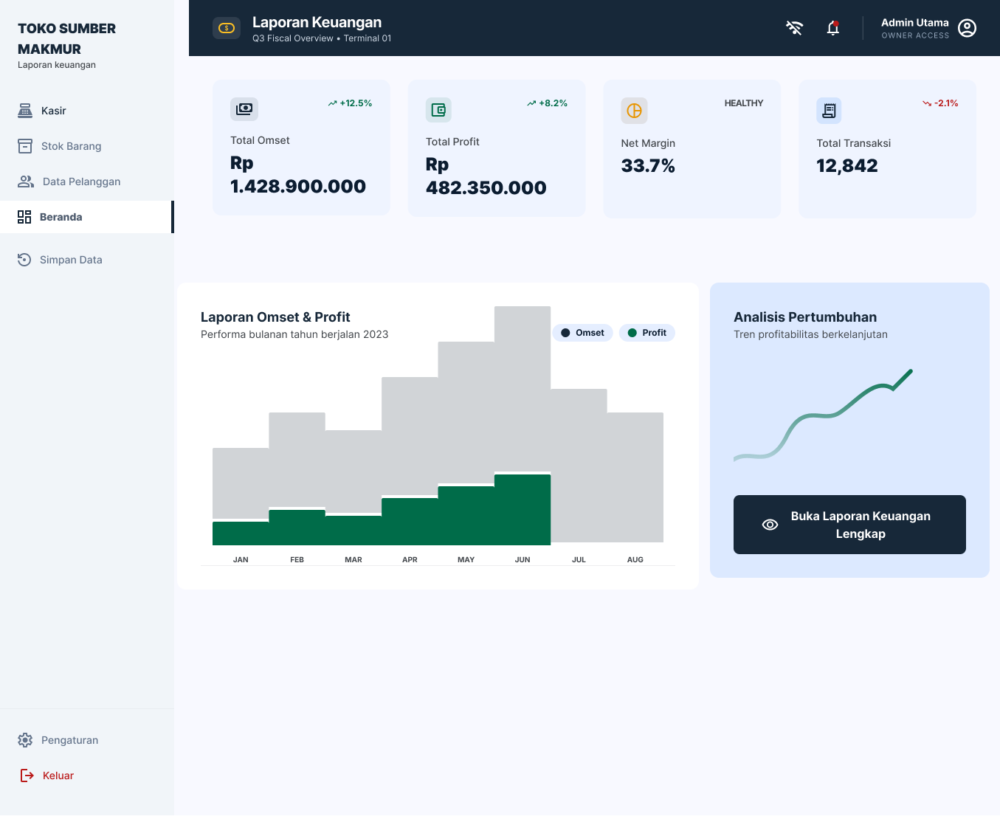 TOKO SUMBER
MAKMUR
Laporan keuangan
Kasir
Stok Barang
Data Pelanggan
Beranda
Simpan Data
Pengaturan
Keluar
$
Laporan Keuangan
Q3 Fiscal Overview • Terminal 01
Admin Utama
OWNER ACCESS
+12.5%
Total Omset
Rp
1.428.900.000
+8.2%
Total Profit
Rp
482.350.000
HEALTHY
Net Margin
33.7%
-2.1%
Total Transaksi
12,842
Laporan Omset & Profit
Performa bulanan tahun berjalan 2023
Omset
Profit
JAN FEB MAR APR MAY JUN JUL AUG
Analisis Pertumbuhan
Tren profitabilitas berkelanjutan
Buka Laporan Keuangan
Lengkap